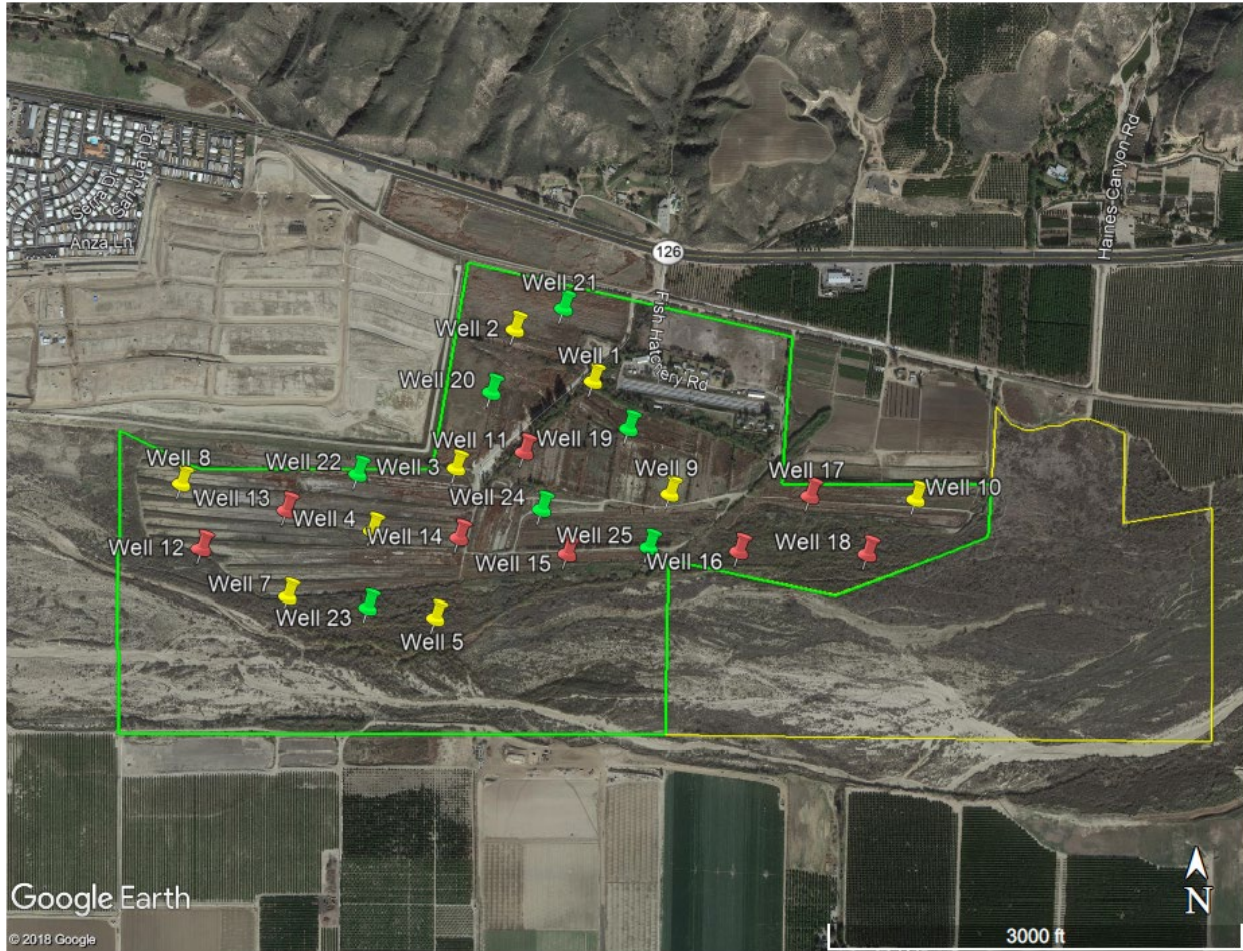 Haines Canyon Rd
Serra Dr
San Juan Dr
Anza Ln
126
Well 21
Fish Hatchery Rd
Well 2
Well 1
Well 20
Well 11
Well 19
Well 8
Well 22
Well 3
Well 9
Well 17
Well 10
Well 13
Well 24
Well 4
Well 14
Well 25
Well 12
Well 15
Well 16
Well 18
Well 7
Well 23
Well 5
Google Earth
© 2018 Google
N
3000 ft